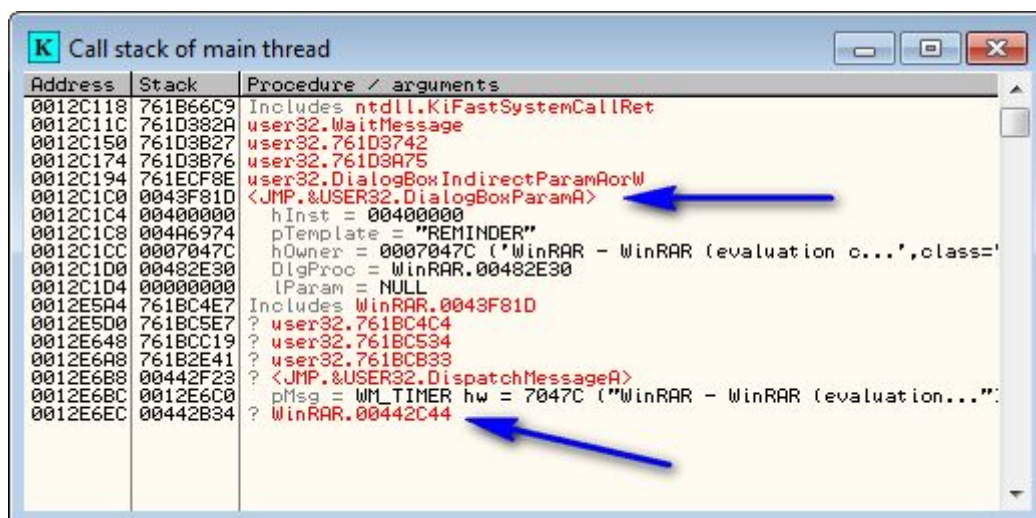 K Call stack of main thread
Address Stack Procedure / arguments
0012C118 761B66C9 Includes ntdll.KiFastSystemCallRet
0012C11C 761D382A user32.WaitMessage
0012C150 761D3B27 user32.761D3742
0012C174 761D3B76 user32.761D3A75
0012C194 761ECF8E user32.DialogBoxIndirectParamAorW
0012C1C0 0043F81D <JMP.&USER32.DialogBoxParamA>
0012C1C4 00400000 hInst = 00400000
0012C1C8 004A6974 pTemplate = "REMINDER"
0012C1CC 0007047C hOwner = 0007047C ('WinRAR - WinRAR (evaluation c...',class='
0012C1D0 00482E30 DlgProc = WinRAR.00482E30
0012C1D4 00000000 lParam = NULL
0012E5A4 761BC4E7 Includes WinRAR.0043F81D
0012E5D0 761BC5E7 ? user32.761BC4C4
0012E648 761BCC19 ? user32.761BC534
0012E6A8 761B2E41 ? user32.761BCB33
0012E6B8 00442F23 ? <JMP.&USER32.DispatchMessageA>
0012E6BC 0012E6C0 pMsg = WM_TIMER hw = 7047C ("WinRAR - WinRAR (evaluation...")
0012E6EC 00442B34 ? WinRAR.00442C44